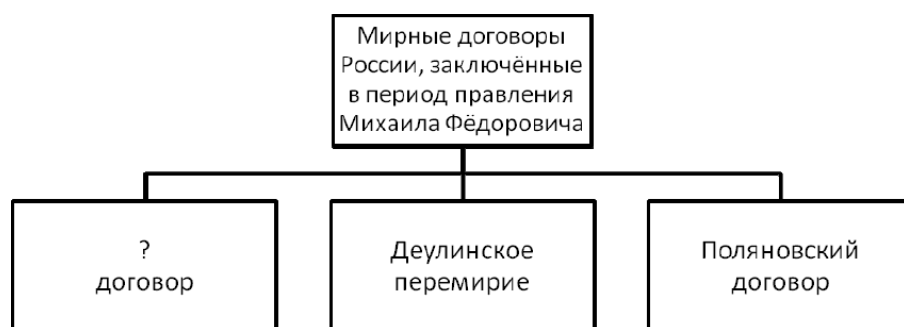 Мирные договоры
России, заключённые
в период правления
Михаила Фёдоровича
?
договор
Деулинское
перемирие
Поляновский
договор